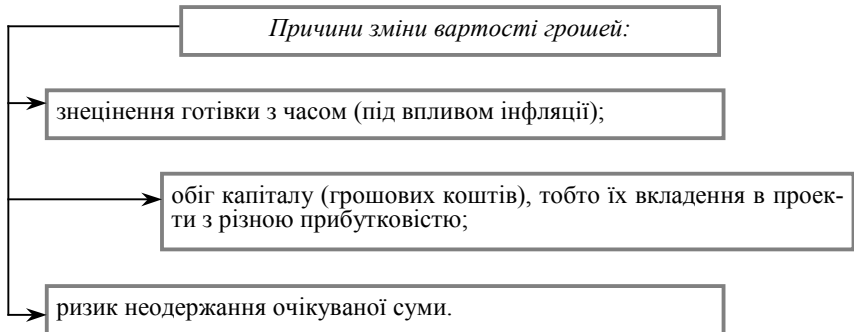 Причини зміни вартості грошей:
знецінення готівки з часом (під впливом інфляції);
обіг капіталу (грошових коштів), тобто їх вкладення в проек-
ти з різною прибутковістю;
ризик неодержання очікуваної суми.